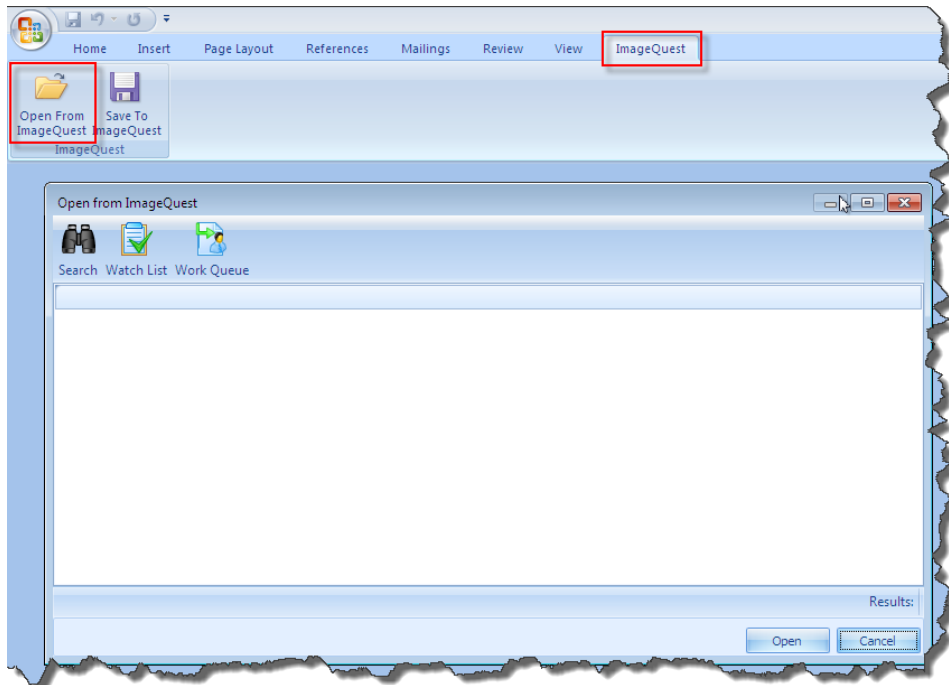 Home Insert Page Layout References Mailings Review View ImageQuest
Open From Save To
ImageQuest ImageQuest
ImageQuest
Open from ImageQuest
Search Watch List Work Queue
Results:
Open Cancel